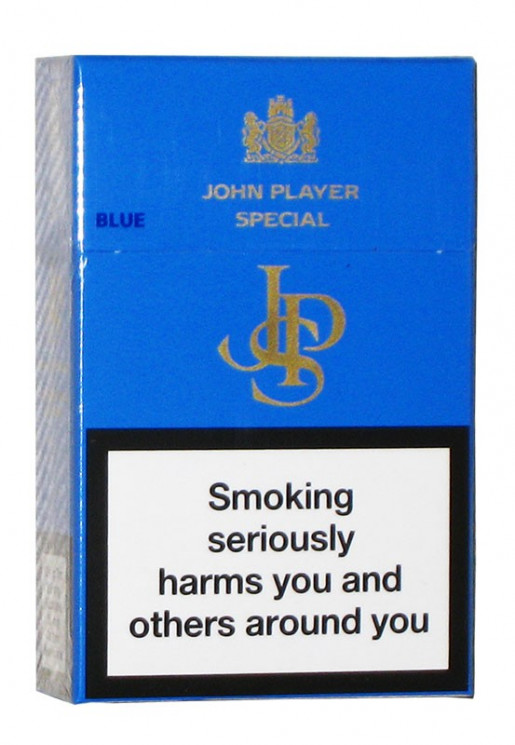 JOHN PLAYER
SPECIAL
BLUE
JPS
Smoking
seriously
harms you and
others around you